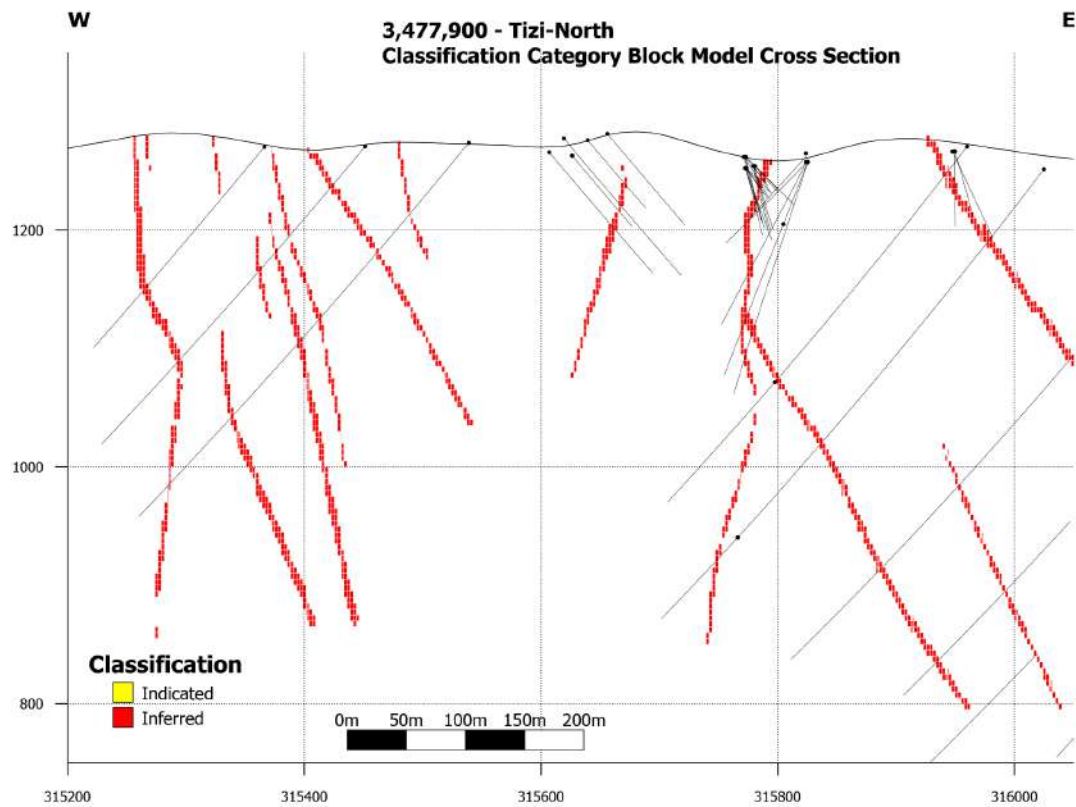 W
E
3,477,900 - Tizi-North
Classification Category Block Model Cross Section
1200
1000
800
Classification
Indicated
Inferred
0m 50m 100m 150m 200m
315200 315400 315600 315800 316000